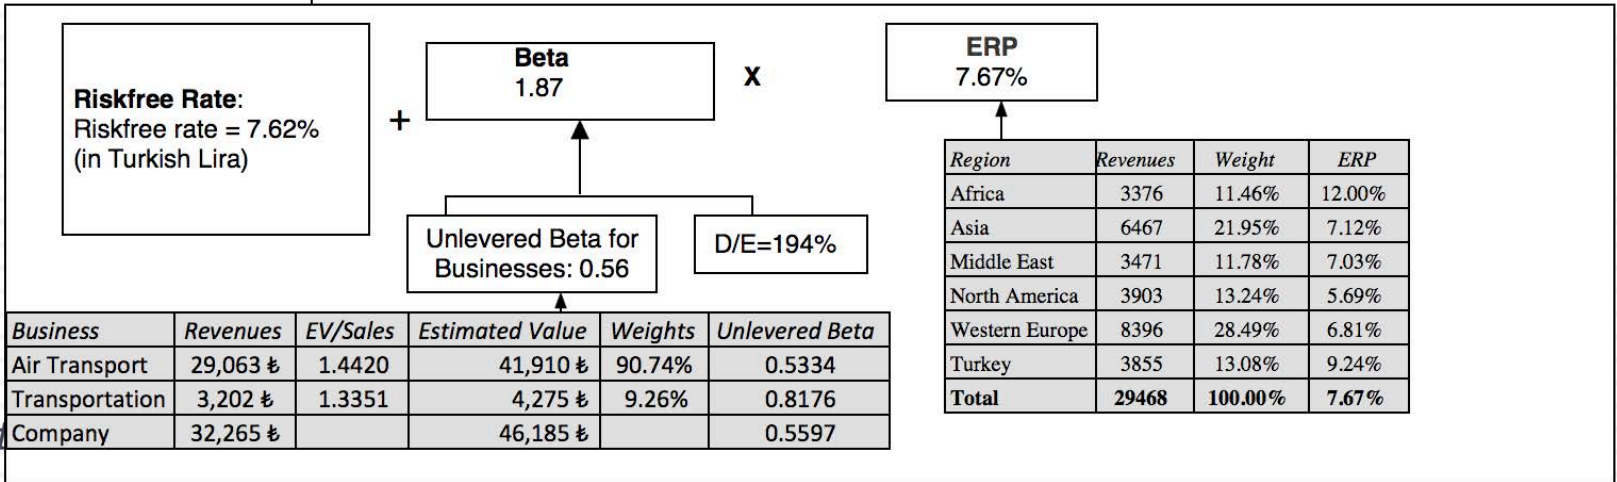 Riskfree Rate:
Riskfree rate = 7.62%
(in Turkish Lira)
+
Beta
1.87
X
ERP
7.67%
Unlevered Beta for
Businesses: 0.56
D/E=194%
Business Revenues EV/Sales Estimated Value Weights Unlevered Beta
Air Transport 29,063 ₺ 1.4420 41,910 ₺ 90.74% 0.5334
Transportation 3,202 ₺ 1.3351 4,275 ₺ 9.26% 0.8176
Company 32,265 ₺ 46,185 ₺ 0.5597
Region Revenues Weight ERP
Africa 3376 11.46% 12.00%
Asia 6467 21.95% 7.12%
Middle East 3471 11.78% 7.03%
North America 3903 13.24% 5.69%
Western Europe 8396 28.49% 6.81%
Turkey 3855 13.08% 9.24%
Total 29468 100.00% 7.67%